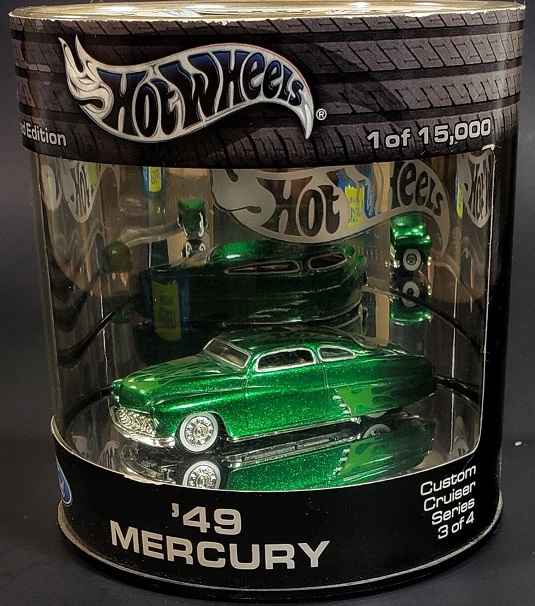 Hot Wheels®
d Edition
1 of 15,000
Hot Wheels
'49
MERCURY
Custom
Cruiser
Series
3 of 4